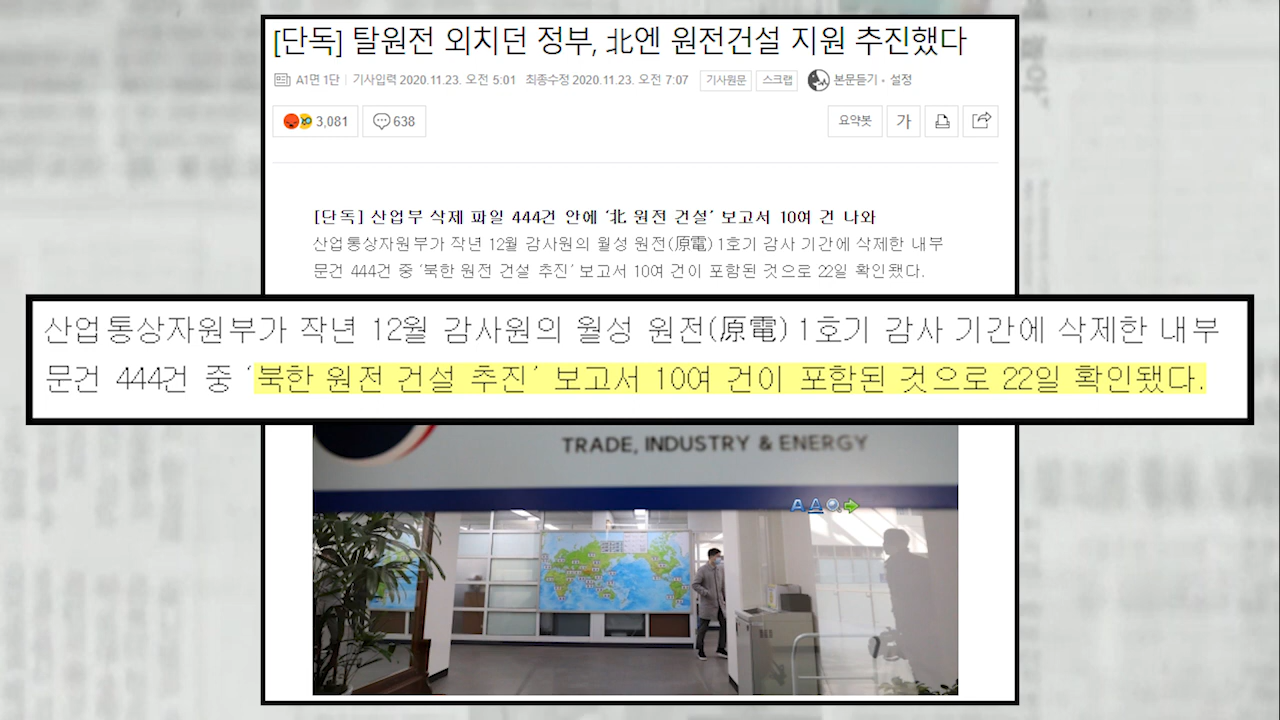 [단독] 탈원전 외치던 정부, 北엔 원전건설 지원 추진했다
A1면 1단 기사입력 2020.11.23. 오전 5:01 최종수정 2020.11.23. 오전 7:07 기사원문 스크랩 본문듣기 · 설정
3,081 638 요약봇 가
[단독] 산업부 삭제 파일 444건 안에 ‘北 원전 건설’ 보고서 10여 건 나와
산업통상자원부가 작년 12월 감사원의 월성 원전(原電) 1호기 감사 기간에 삭제한 내부
문건 444건 중 ‘북한 원전 건설 추진’ 보고서 10여 건이 포함된 것으로 22일 확인됐다.
산업통상자원부가 작년 12월 감사원의 월성 원전(原電) 1호기 감사 기간에 삭제한 내부
문건 444건 중 ‘북한 원전 건설 추진’ 보고서 10여 건이 포함된 것으로 22일 확인됐다.
TRADE, INDUSTRY & ENERGY